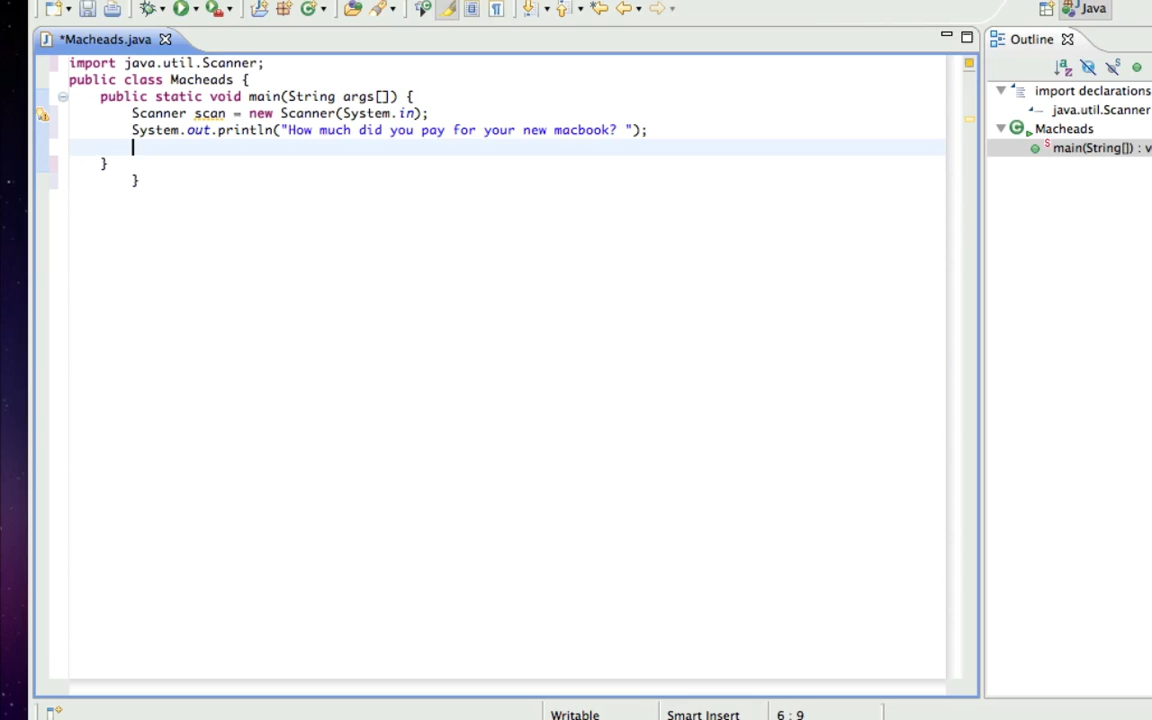 Java
*Macheads.java
Outline
import java.util.Scanner;
public class Macheads {
public static void main(String args[]) {
Scanner scan = new Scanner(System.in);
System.out.println("How much did you pay for your new macbook? ");
}
}
import declarations
java.util.Scanner
Macheads
main(String[]) : v
Writable
Smart Insert
6 : 9